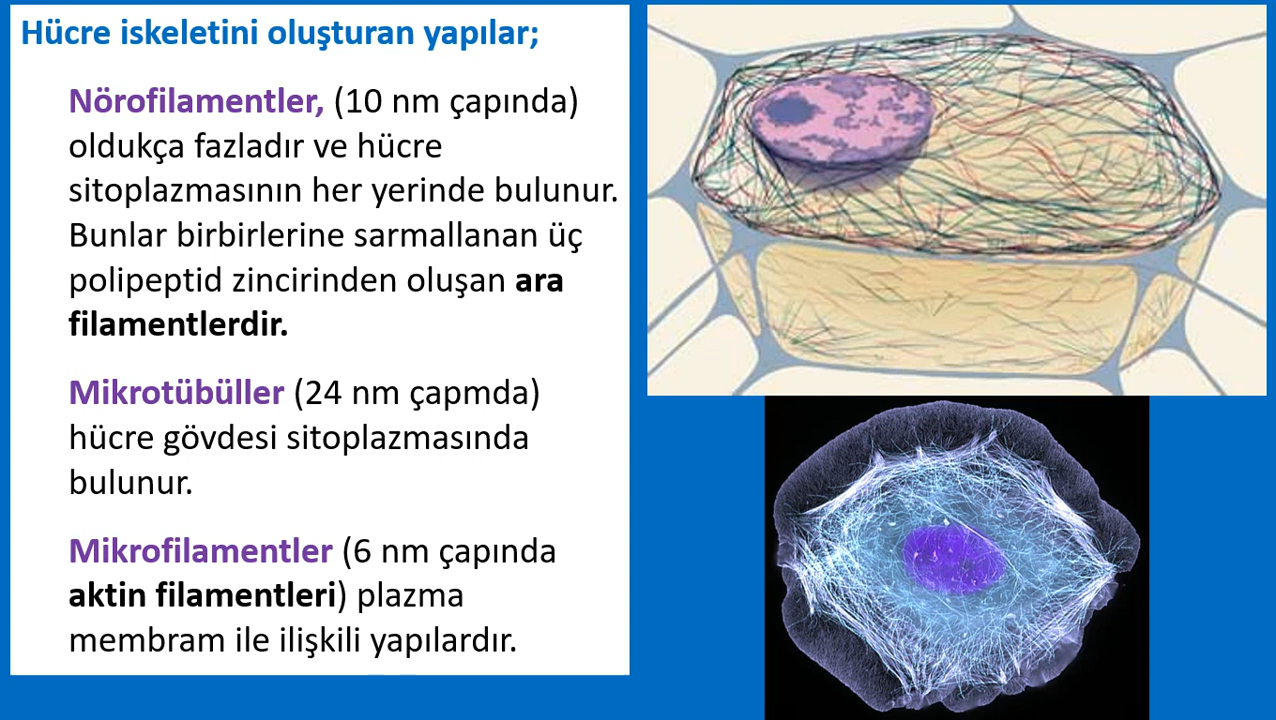 Hücre iskeletini oluşturan yapılar;
Nörofilamentler, (10 nm çapında)
oldukça fazladır ve hücre
sitoplazmasının her yerinde bulunur.
Bunlar birbirlerine sarmallanan üç
polipeptid zincirinden oluşan ara
filamentlerdir.
Mikrotübüller (24 nm çapmda)
hücre gövdesi sitoplazmasında
bulunur.
Mikrofilamentler (6 nm çapında
aktin filamentleri) plazma
membram ile ilişkili yapılardır.